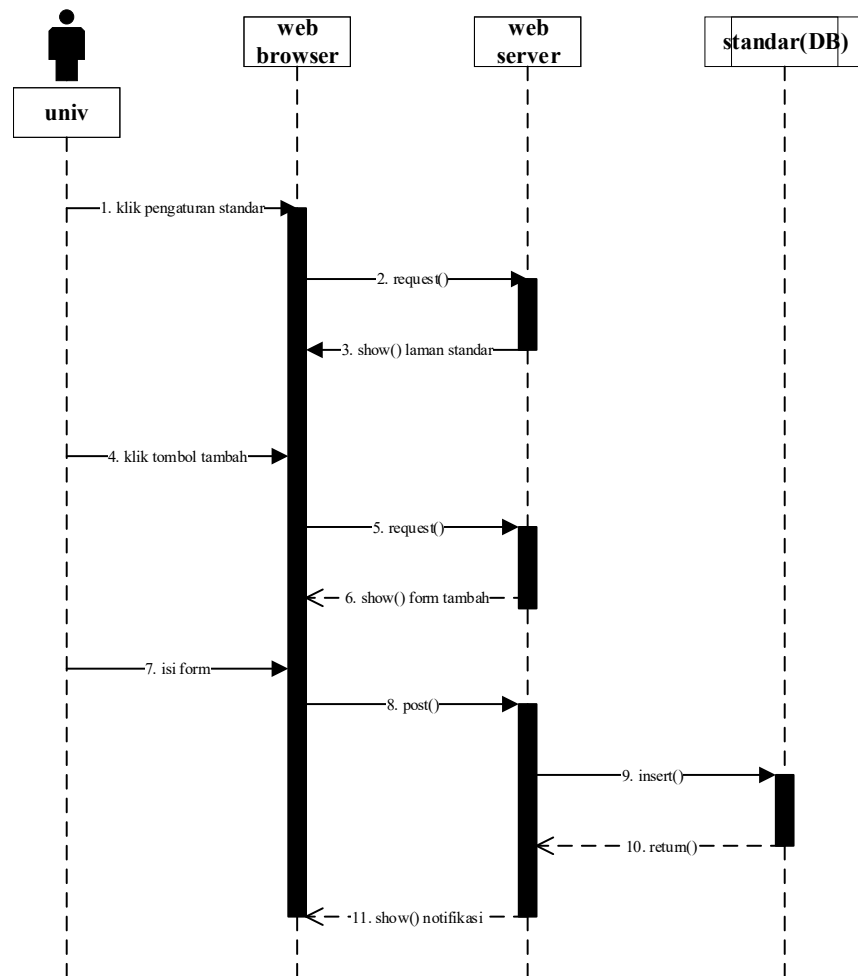 web
browser
web
server
standar(DB)
univ
1. klik pengaturan standar
2. request()
3. show() laman standar
4. klik tombol tambah
5. request()
6. show() form tambah
7. isi form
8. post()
9. insert()
10. return()
11. show() notifikasi